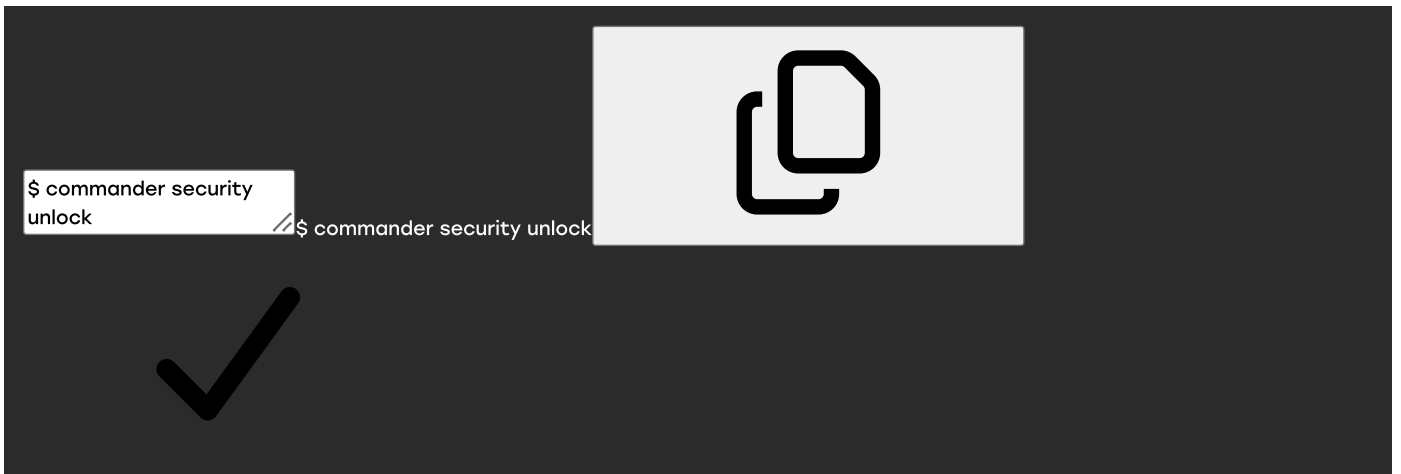 $ commander security
unlock
$ commander security unlock